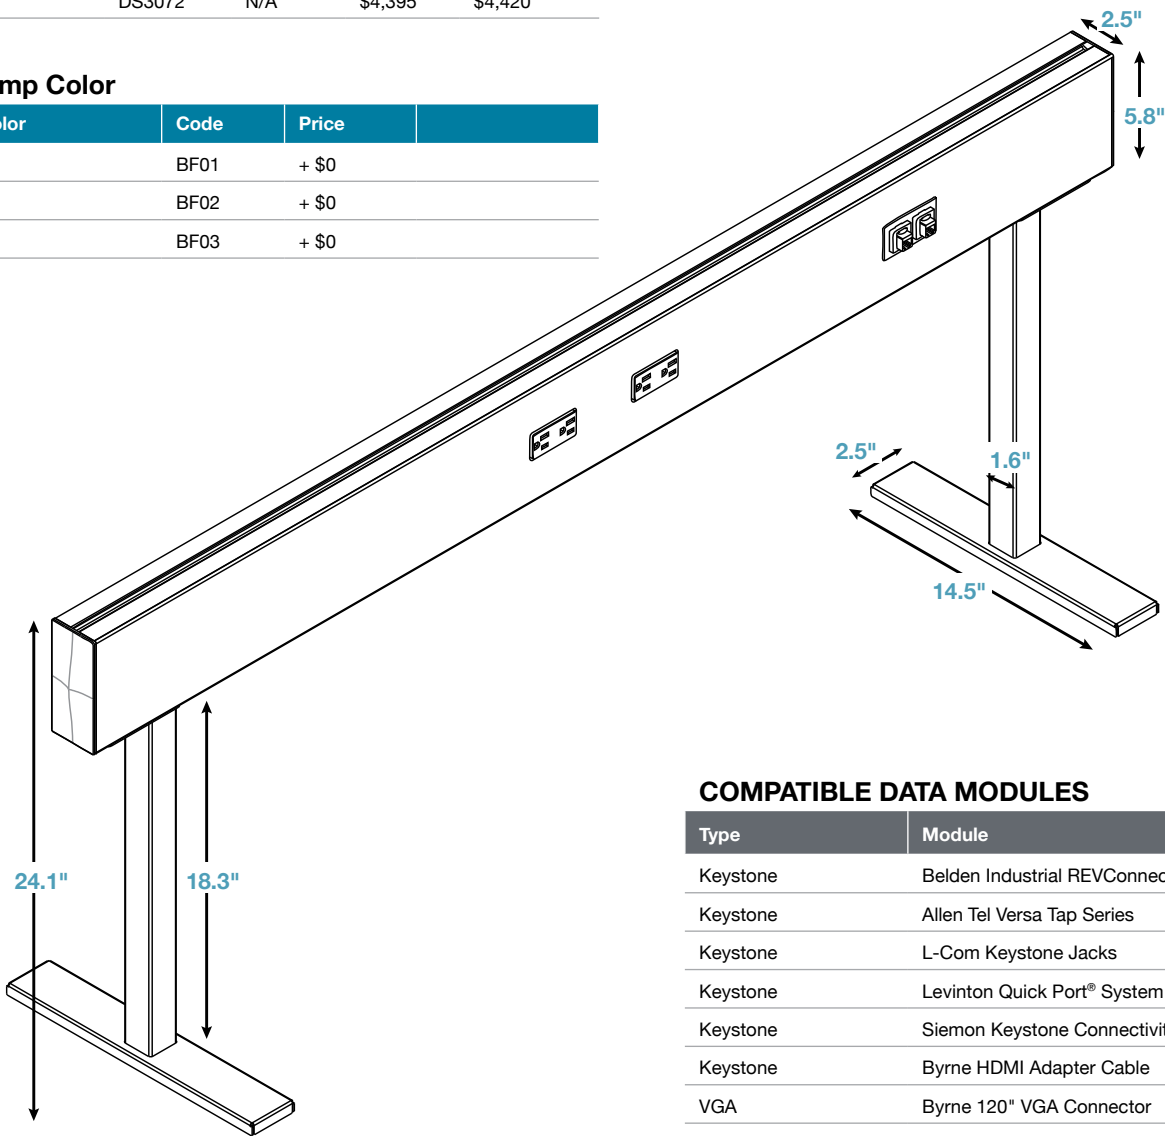 DS3072 N/A $4,395 $4,420
mp Color
lor Code Price
BF01 + $0
BF02 + $0
BF03 + $0
2.5"
5.8"
2.5"
1.6"
14.5"
24.1"
18.3"
COMPATIBLE DATA MODULES
Type Module
Keystone Belden Industrial REVConnec
Keystone Allen Tel Versa Tap Series
Keystone L-Com Keystone Jacks
Keystone Levinton Quick Port® System
Keystone Siemon Keystone Connectivit
Keystone Byrne HDMI Adapter Cable
VGA Byrne 120" VGA Connector